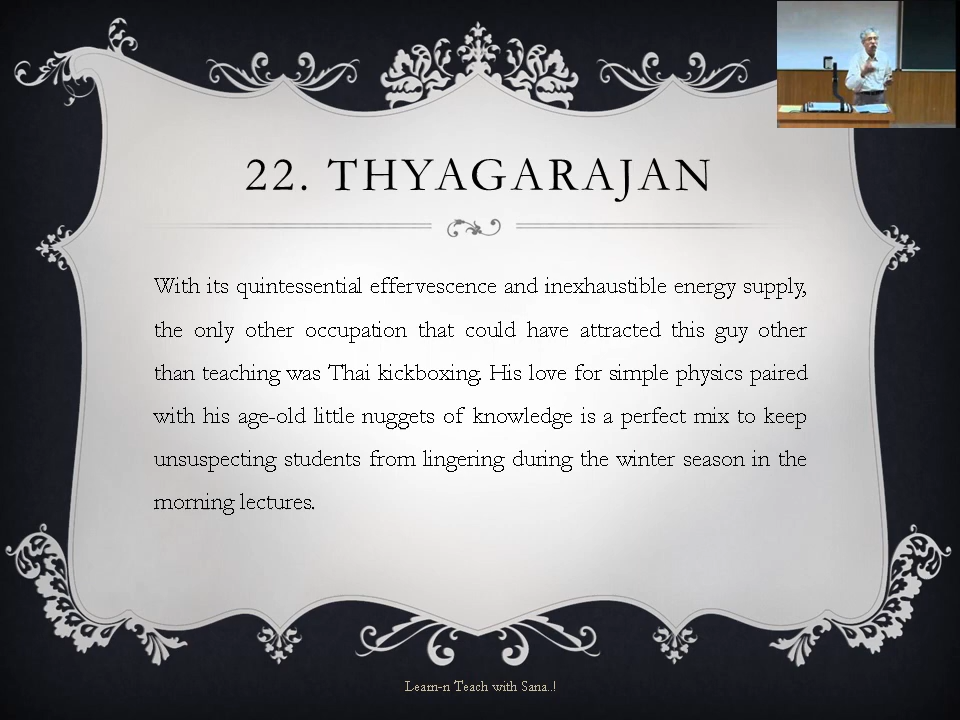 22. THYAGARAJAN
With its quintessential effervescence and inexhaustible energy supply,
the only other occupation that could have attracted this guy other
than teaching was Thai kickboxing. His love for simple physics paired
with his age-old little nuggets of knowledge is a perfect mix to keep
unsuspecting students from lingering during the winter season in the
morning lectures.
Learn-n Teach with Sana..!